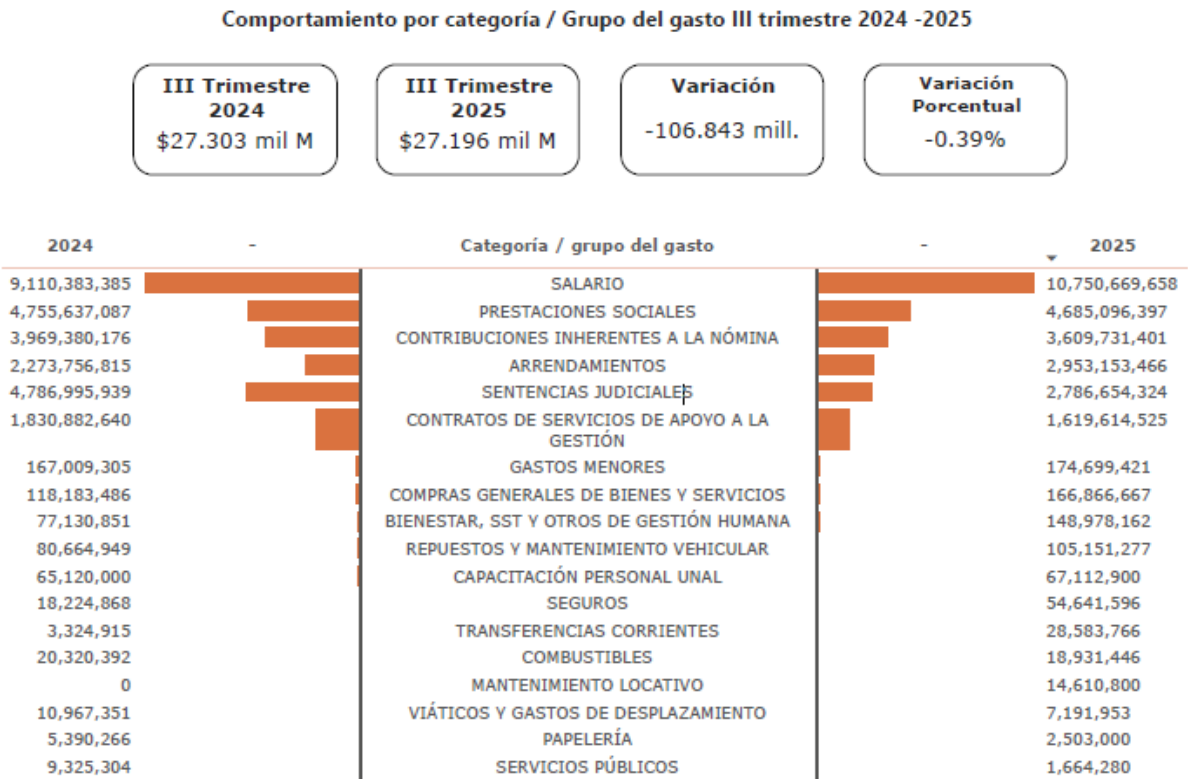 Comportamiento por categoría / Grupo del gasto III trimestre 2024 -2025
III Trimestre
2024
$27.303 mil M
III Trimestre
2025
$27.196 mil M
Variación
-106.843 mill.
Variación
Porcentual
-0.39%
2024 - Categoría / grupo del gasto - 2025
9,110,383,385 SALARIO 10,750,669,658
4,755,637,087 PRESTACIONES SOCIALES 4,685,096,397
3,969,380,176 CONTRIBUCIONES INHERENTES A LA NÓMINA 3,609,731,401
2,273,756,815 ARRENDAMIENTOS 2,953,153,466
4,786,995,939 SENTENCIAS JUDICIALES 2,786,654,324
1,830,882,640 CONTRATOS DE SERVICIOS DE APOYO A LA 1,619,614,525
GESTIÓN
167,009,305 GASTOS MENORES 174,699,421
118,183,486 COMPRAS GENERALES DE BIENES Y SERVICIOS 166,866,667
77,130,851 BIENESTAR, SST Y OTROS DE GESTIÓN HUMANA 148,978,162
80,664,949 REPUESTOS Y MANTENIMIENTO VEHICULAR 105,151,277
65,120,000 CAPACITACIÓN PERSONAL UNAL 67,112,900
18,224,868 SEGUROS 54,641,596
3,324,915 TRANSFERENCIAS CORRIENTES 28,583,766
20,320,392 COMBUSTIBLES 18,931,446
0 MANTENIMIENTO LOCATIVO 14,610,800
10,967,351 VIÁTICOS Y GASTOS DE DESPLAZAMIENTO 7,191,953
5,390,266 PAPELERÍA 2,503,000
9,325,304 SERVICIOS PÚBLICOS 1,664,280